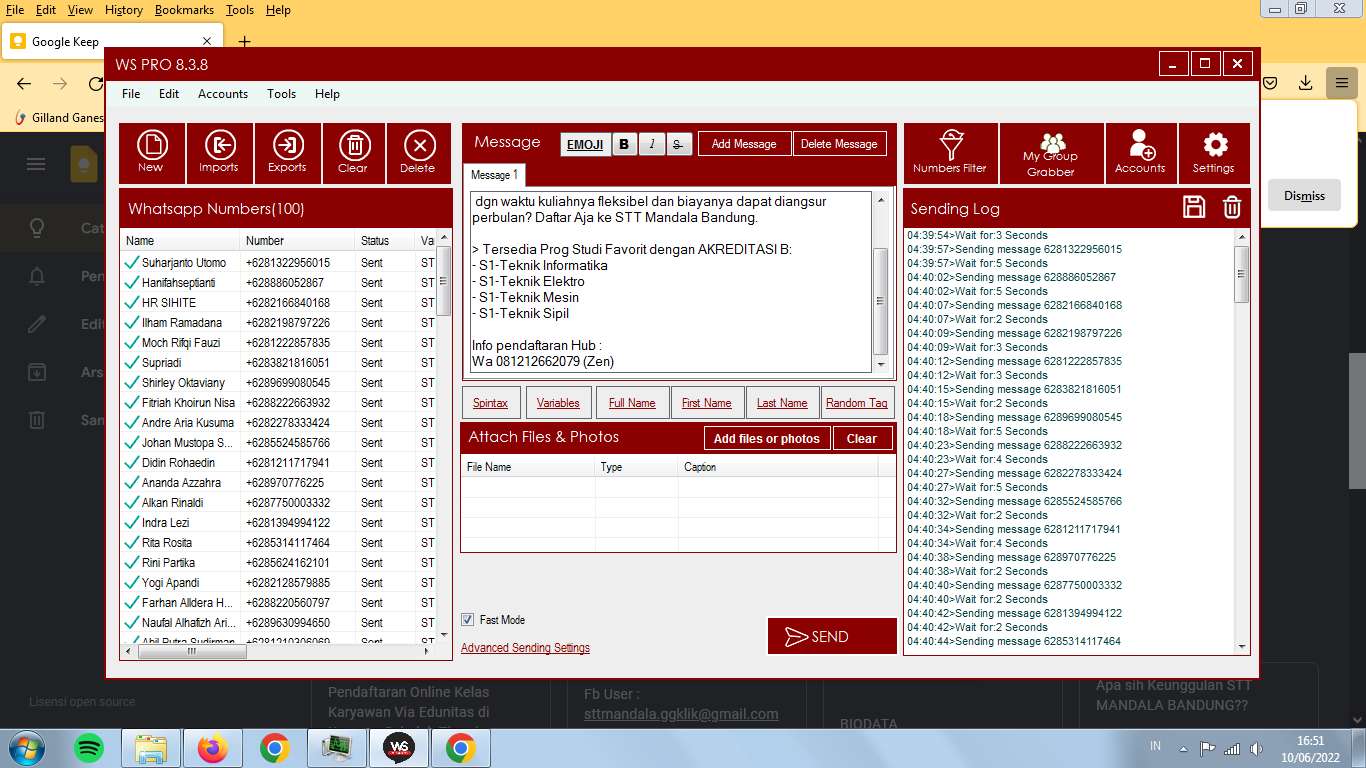 File Edit View History Bookmarks Tools Help
Google Keep
WS PRO 8.3.8
File Edit Accounts Tools Help
Gilland Ganes
New Imports Exports Clear Delete
Message EMOJI B I S Add Message Delete Message
Numbers Filter My Group Grabber Accounts Settings
Dismiss
Message 1
Whatsapp Numbers(100)
Name Number Status Va
Suharjanto Utomo +6281322956015 Sent ST
Hanifahseptianti +628886052867 Sent ST
HR SIHITE +6282166840168 Sent ST
Ilham Ramadana +6282198797226 Sent ST
Moch Rifqi Fauzi +6281222857835 Sent ST
Supriadi +6283821816051 Sent ST
Shirley Oktaviany +6289699080545 Sent ST
Fitriah Khoirun Nisa +6288222663932 Sent ST
Andre Aria Kusuma +6282278333424 Sent ST
Johan Mustopa S... +6285524585766 Sent ST
Didin Rohaedin +6281211717941 Sent ST
Ananda Azzahra +628970776225 Sent ST
Alkan Rinaldi +6287750003332 Sent ST
Indra Lezi +6281394994122 Sent ST
Rita Rosita +6285314117464 Sent ST
Rini Partika +6285624162101 Sent ST
Yogi Apandi +6282128579885 Sent ST
Farhan Alldera H... +6288220560797 Sent ST
Naufal Alhafizh Ari... +6289630994650 Sent ST
Abil Putra Sudirman +6281210306069 Sent ST
dgn waktu kuliahnya fleksibel dan biayanya dapat diangsur
perbulan? Daftar Aja ke STT Mandala Bandung.
> Tersedia Prog Studi Favorit dengan AKREDITASI B:
- S1-Teknik Informatika
- S1-Teknik Elektro
- S1-Teknik Mesin
- S1-Teknik Sipil
Info pendaftaran Hub :
Wa 081212662079 (Zen)
Spintax Variables Full Name First Name Last Name Random Tag
Attach Files & Photos Add files or photos Clear
File Name Type Caption
Fast Mode
Advanced Sending Settings
SEND
Sending Log
04:39:54>Wait for:3 Seconds
04:39:57>Sending message 6281322956015
04:39:57>Wait for:5 Seconds
04:40:02>Sending message 628886052867
04:40:02>Wait for:5 Seconds
04:40:07>Sending message 6282166840168
04:40:07>Wait for:2 Seconds
04:40:09>Sending message 6282198797226
04:40:09>Wait for:3 Seconds
04:40:12>Sending message 6281222857835
04:40:12>Wait for:3 Seconds
04:40:15>Sending message 6283821816051
04:40:15>Wait for:2 Seconds
04:40:18>Sending message 6289699080545
04:40:18>Wait for:5 Seconds
04:40:23>Sending message 6288222663932
04:40:23>Wait for:4 Seconds
04:40:27>Sending message 6282278333424
04:40:27>Wait for:5 Seconds
04:40:32>Sending message 6285524585766
04:40:32>Wait for:2 Seconds
04:40:34>Sending message 6281211717941
04:40:34>Wait for:4 Seconds
04:40:38>Sending message 628970776225
04:40:38>Wait for:2 Seconds
04:40:40>Sending message 6287750003332
04:40:40>Wait for:2 Seconds
04:40:42>Sending message 6281394994122
04:40:42>Wait for:2 Seconds
04:40:44>Sending message 6285314117464
Cat
Pen
Edit
Ars
Sam
Lisensi open source
Pendaftaran Online Kelas
Karyawan Via Edunitas di
Fb User :
sttmandala.ggklik@gmail.com
BIODATA
Apa sih Keunggulan STT
MANDALA BANDUNG??
WS
IN
16:51
10/06/2022